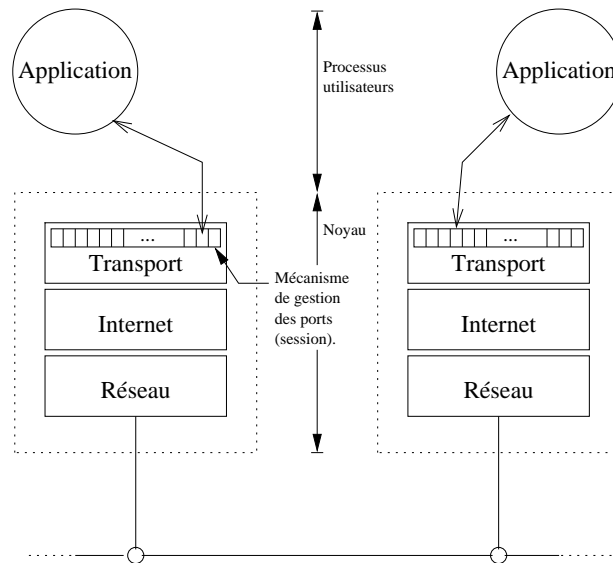 Application
Processus
utilisateurs
Application
Noyau
...
Transport
...
Transport
Mécanisme
de gestion
des ports
(session).
Internet
Internet
Réseau
Réseau